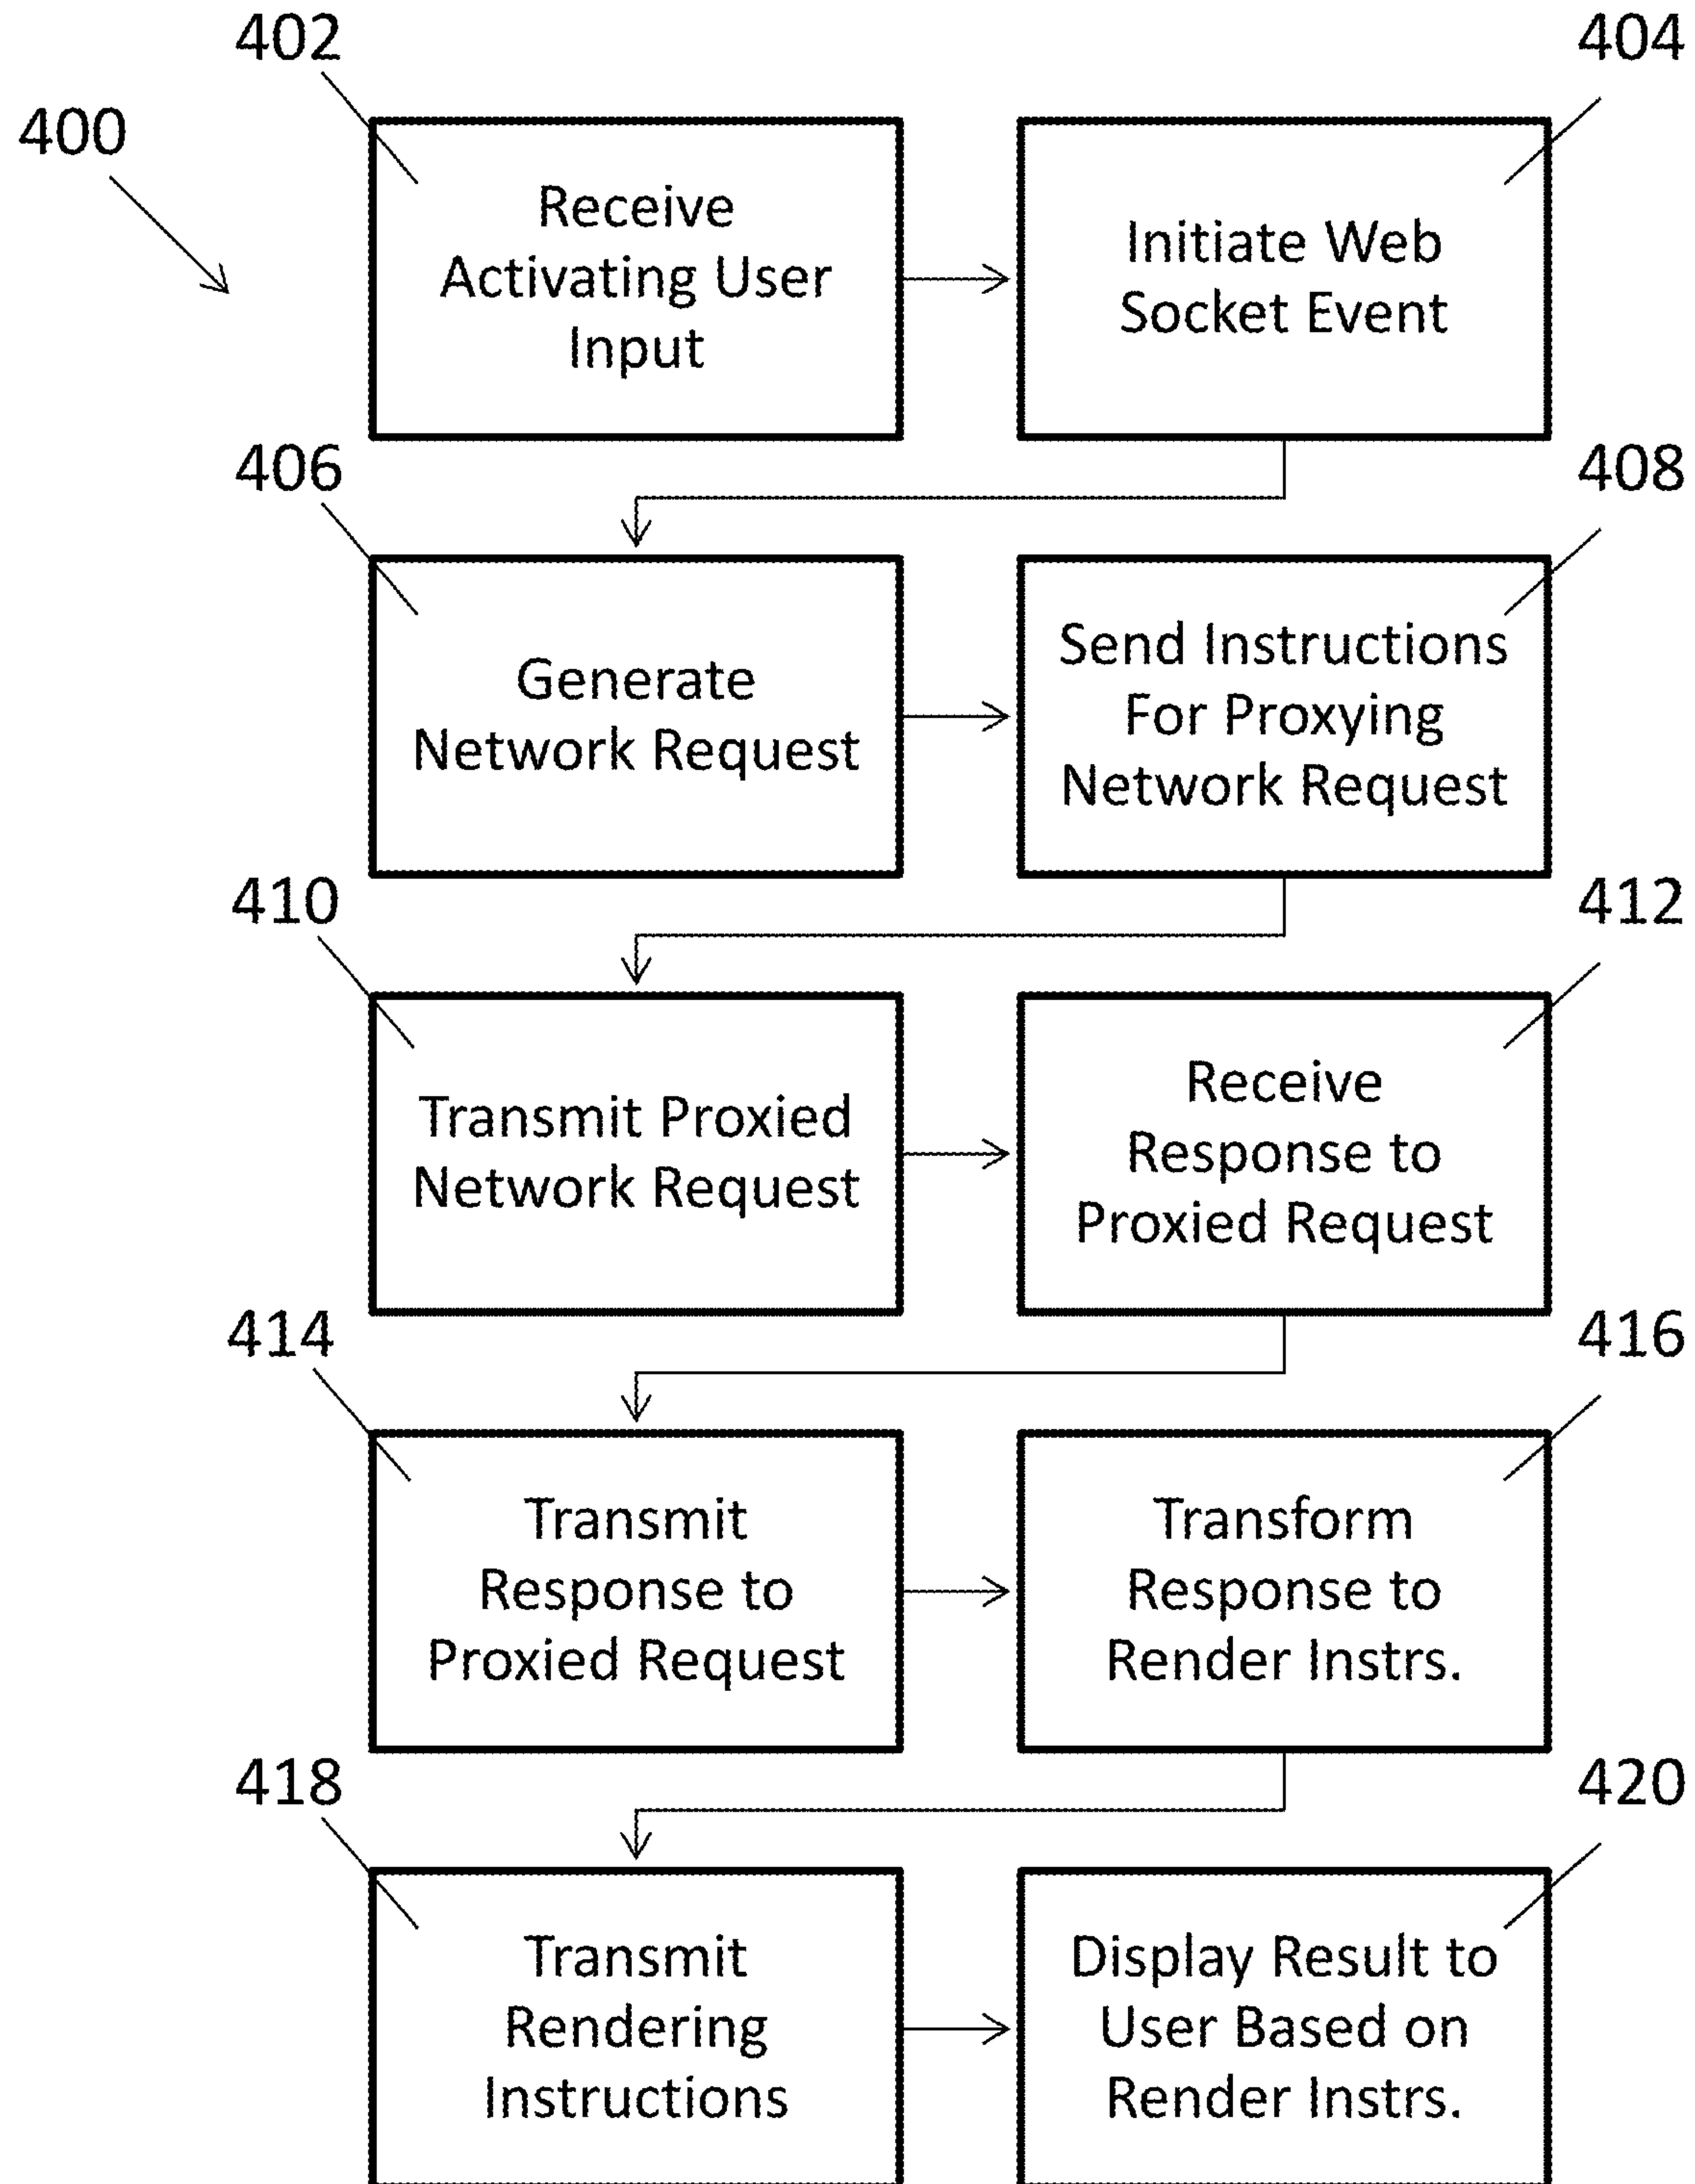 402
404
400
Receive
Activating User
Input
Initiate Web
Socket Event
406
408
Generate
Network Request
Send Instructions
For Proxying
Network Request
410
412
Transmit Proxied
Network Request
Receive
Response to
Proxied Request
414
416
Transmit
Response to
Proxied Request
Transform
Response to
Render Instrs.
418
420
Transmit
Rendering
Instructions
Display Result to
User Based on
Render Instrs.